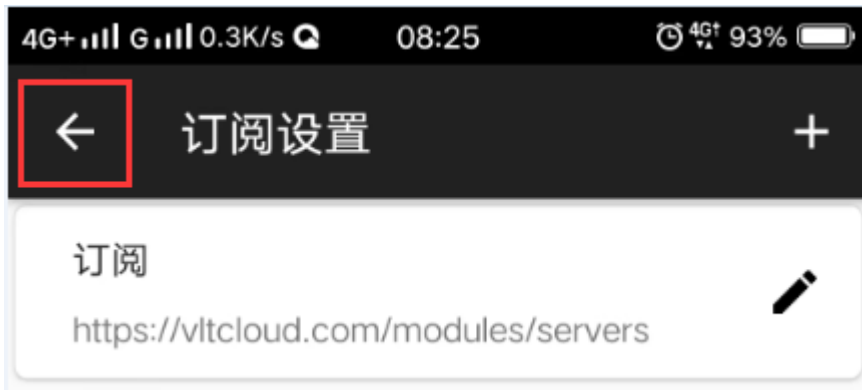 4G+ G 0.3K/s 08:25 4G↑ 93%
订阅设置
订阅
https://vltcloud.com/modules/servers